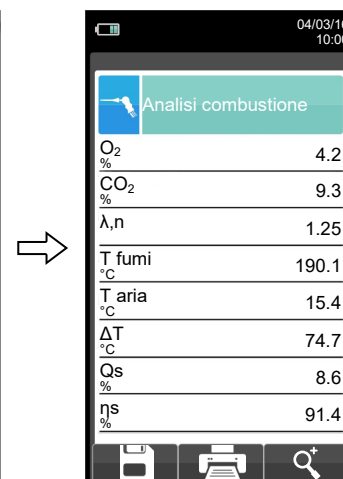 04/03/1
10:0
Analisi combustione
O₂ 4.2
%
CO₂ 9.3
%
λ,n 1.25
T fumi 190.1
°C
T aria 15.4
°C
ΔT 74.7
°C
Qs 8.6
%
ηs 91.4
%